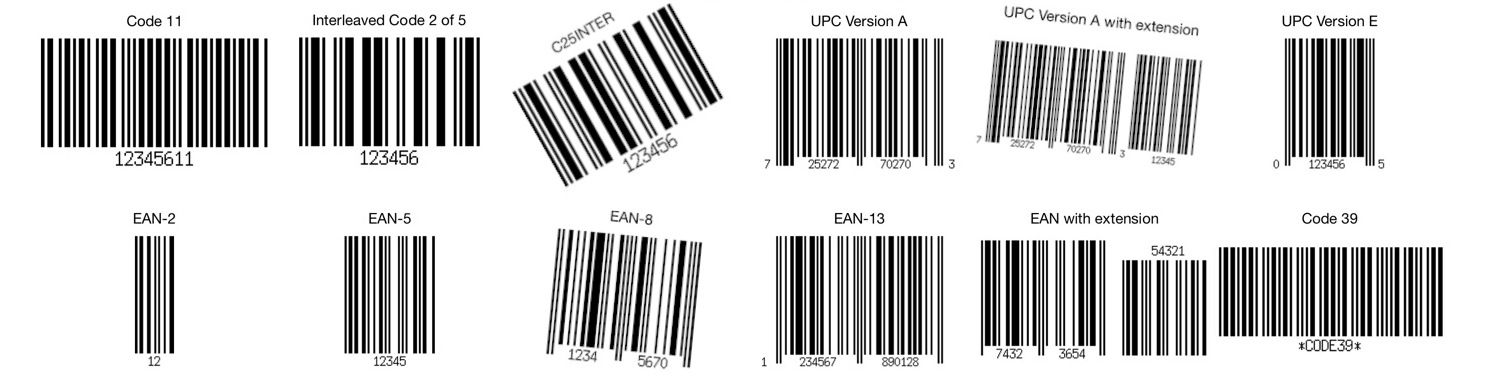 Code 11
12345611
Interleaved Code 2 of 5
123456
C25INTER
123456
UPC Version A
7 25272 70270 3
UPC Version A with extension
7 25272 70270 3 12345
UPC Version E
0 123456 5
EAN-2
12
EAN-5
12345
EAN-8
1234 5670
EAN-13
1 234567 890128
EAN with extension
54321
7432 3654
Code 39
*CODE39*